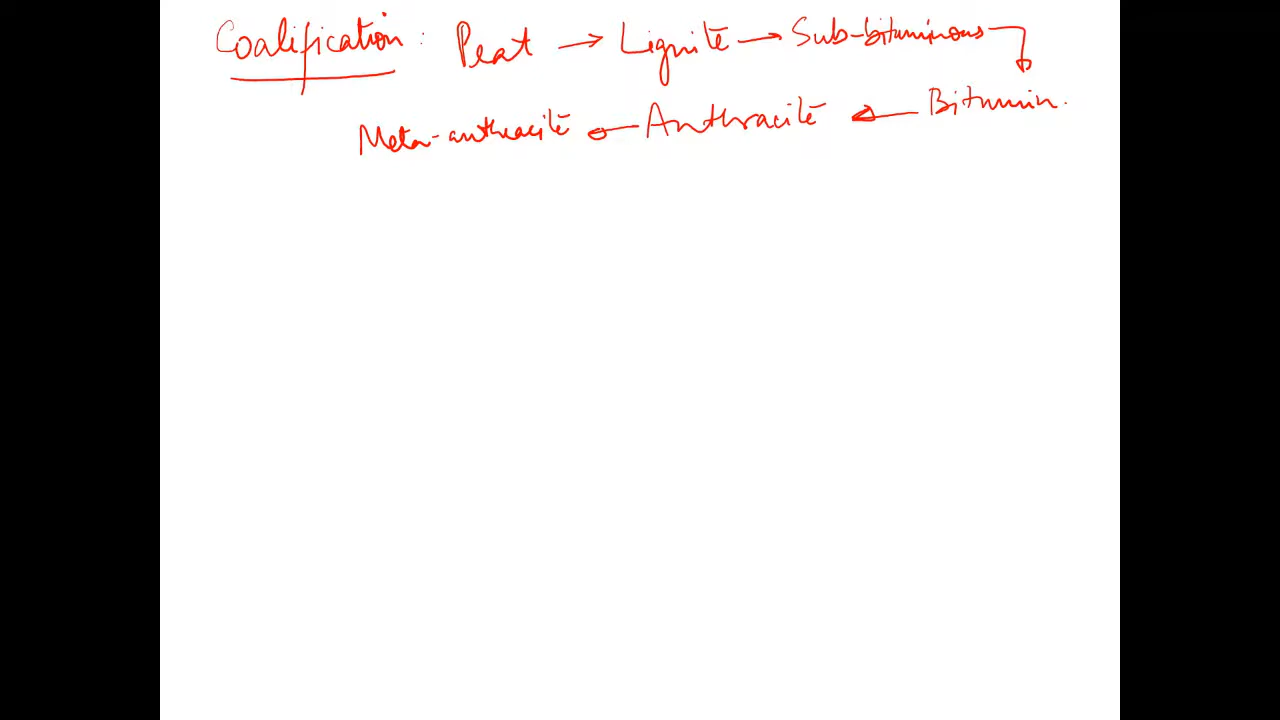 Coalification : Peat → Lignite → Sub-bituminous
Meta-anthracite ← Anthracite ← Bitumin.